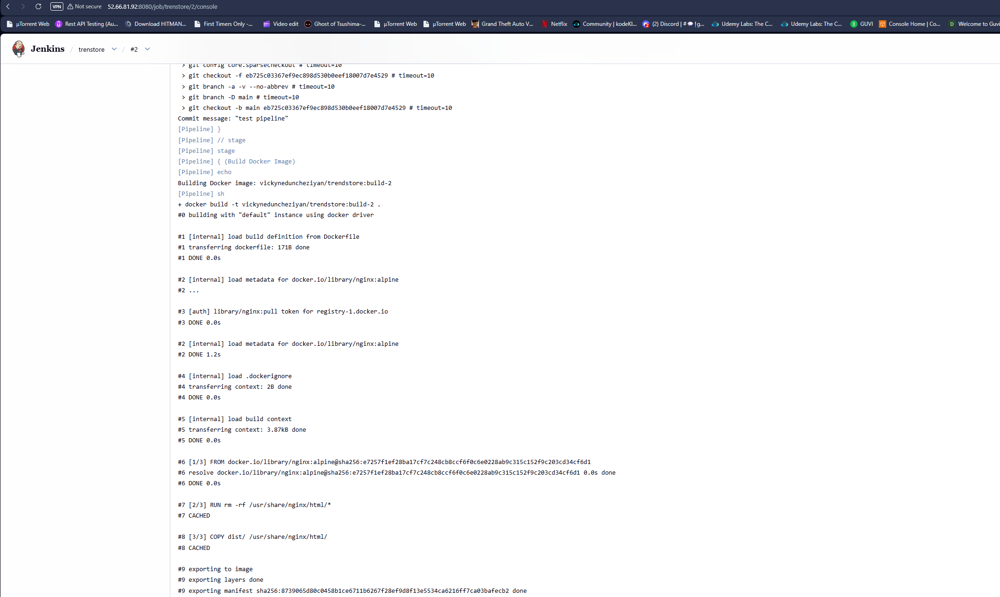 VPN Not secure 52.66.81.92:8080/job/trenstore/2/console
µTorrent Web Rest API Testing (Au... Download HITMAN... First Timers Only -... Video edit Ghost of Tsushima-... µTorrent Web µTorrent Web Grand Theft Auto V... Netflix Community | kodeKl... (2) Discord | #💬¦g... Udemy Labs: The C... Udemy Labs: The C... GUVI Console Home | Co... Welcome to Guvi
Jenkins / trenstore / #2
> git config core.sparsecheckout # timeout=10
> git checkout -f eb725c03367ef9ec898d530b0eef18007d7e4529 # timeout=10
> git branch -a -v --no-abbrev # timeout=10
> git branch -D main # timeout=10
> git checkout -b main eb725c03367ef9ec898d530b0eef18007d7e4529 # timeout=10
Commit message: "test pipeline"
[Pipeline] }
[Pipeline] // stage
[Pipeline] stage
[Pipeline] { (Build Docker Image)
[Pipeline] echo
Building Docker image: vickyneduncheziyan/trendstore:build-2
[Pipeline] sh
+ docker build -t vickyneduncheziyan/trendstore:build-2 .
#0 building with "default" instance using docker driver
#1 [internal] load build definition from Dockerfile
#1 transferring dockerfile: 171B done
#1 DONE 0.0s
#2 [internal] load metadata for docker.io/library/nginx:alpine
#2 ...
#3 [auth] library/nginx:pull token for registry-1.docker.io
#3 DONE 0.0s
#2 [internal] load metadata for docker.io/library/nginx:alpine
#2 DONE 1.2s
#4 [internal] load .dockerignore
#4 transferring context: 2B done
#4 DONE 0.0s
#5 [internal] load build context
#5 transferring context: 3.87kB done
#5 DONE 0.0s
#6 [1/3] FROM docker.io/library/nginx:alpine@sha256:e7257f1ef28ba17cf7c248cb8ccf6f0c6e0228ab9c315c152f9c203cd34cf6d1
#6 resolve docker.io/library/nginx:alpine@sha256:e7257f1ef28ba17cf7c248cb8ccf6f0c6e0228ab9c315c152f9c203cd34cf6d1 0.0s done
#6 DONE 0.0s
#7 [2/3] RUN rm -rf /usr/share/nginx/html/*
#7 CACHED
#8 [3/3] COPY dist/ /usr/share/nginx/html/
#8 CACHED
#9 exporting to image
#9 exporting layers done
#9 exporting manifest sha256:8739065d80c0458b1ce6711b6267f28ef9d8f13e5534ca6216ff7ca03bafecb2 done